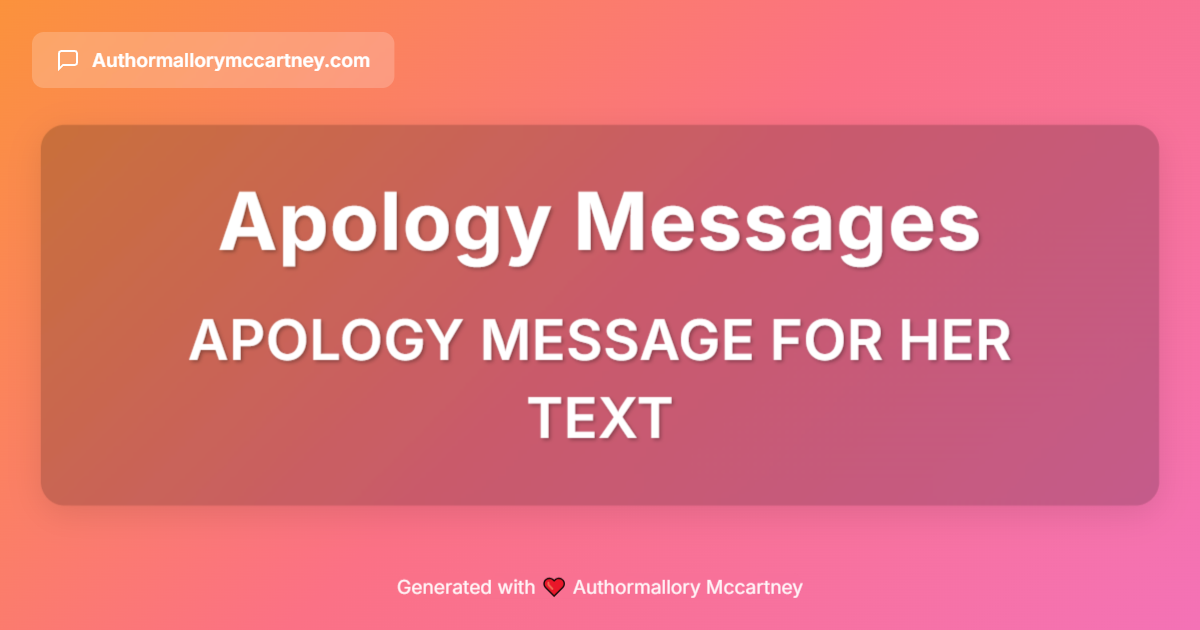 Authormallorymccartney.com
Apology Messages
APOLOGY MESSAGE FOR HER
TEXT
Generated with ❤️ Authormallory Mccartney